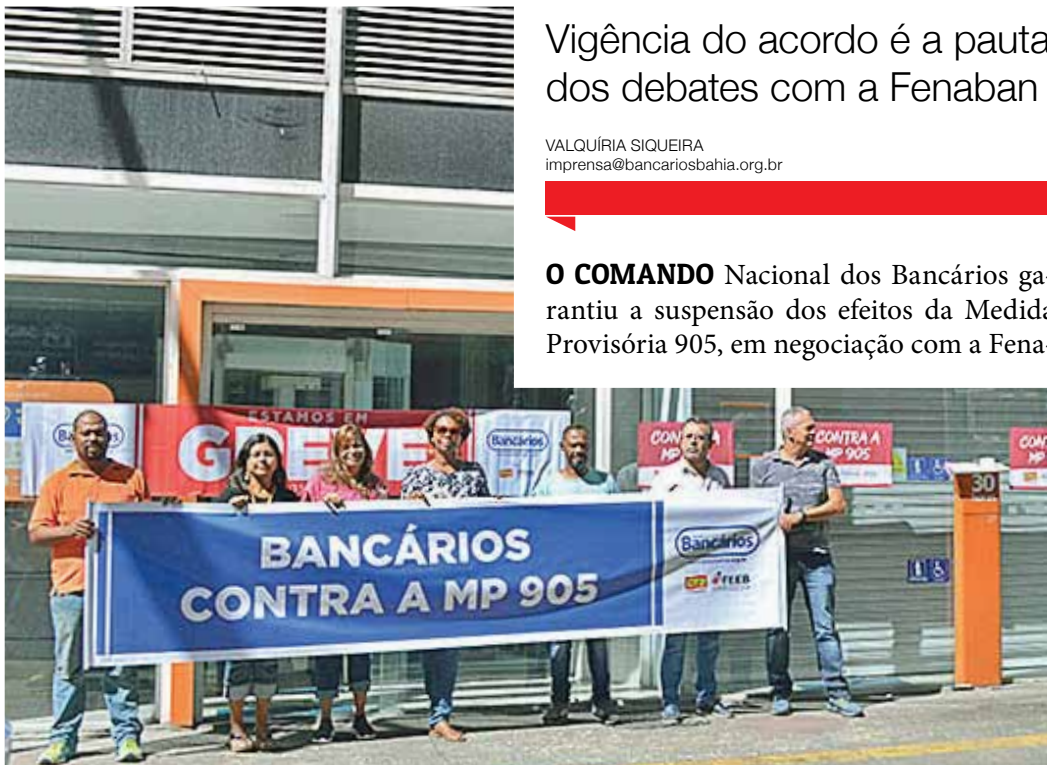 Vigência do acordo é a pauta
dos debates com a Fenaban
VALQUÍRIA SIQUEIRA
imprensa@bancariosbahia.org.br
O COMANDO Nacional dos Bancários ga-
rantiu a suspensão dos efeitos da Medida
Provisória 905, em negociação com a Fena-
ESTAMOS EM
GREVE
Bancários
Bancários
CONTRA A
MP 905
CONTRA A
MP 905
30
BANCÁRIOS
CONTRA A MP 905
Bancários
CTB FEEB